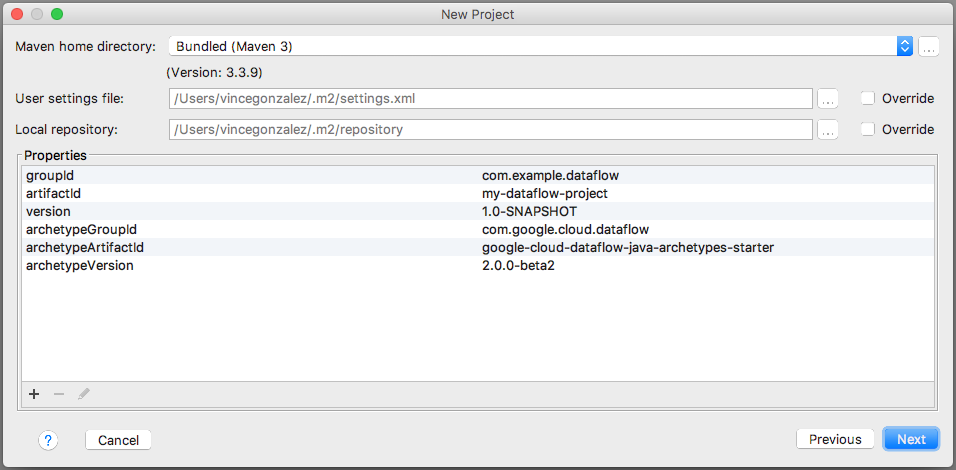 New Project
Maven home directory: Bundled (Maven 3) ...
(Version: 3.3.9)
User settings file: /Users/vincegonzalez/.m2/settings.xml ... Override
Local repository: /Users/vincegonzalez/.m2/repository ... Override
Properties
groupId com.example.dataflow
artifactId my-dataflow-project
version 1.0-SNAPSHOT
archetypeGroupId com.google.cloud.dataflow
archetypeArtifactId google-cloud-dataflow-java-archetypes-starter
archetypeVersion 2.0.0-beta2
? Cancel Previous Next